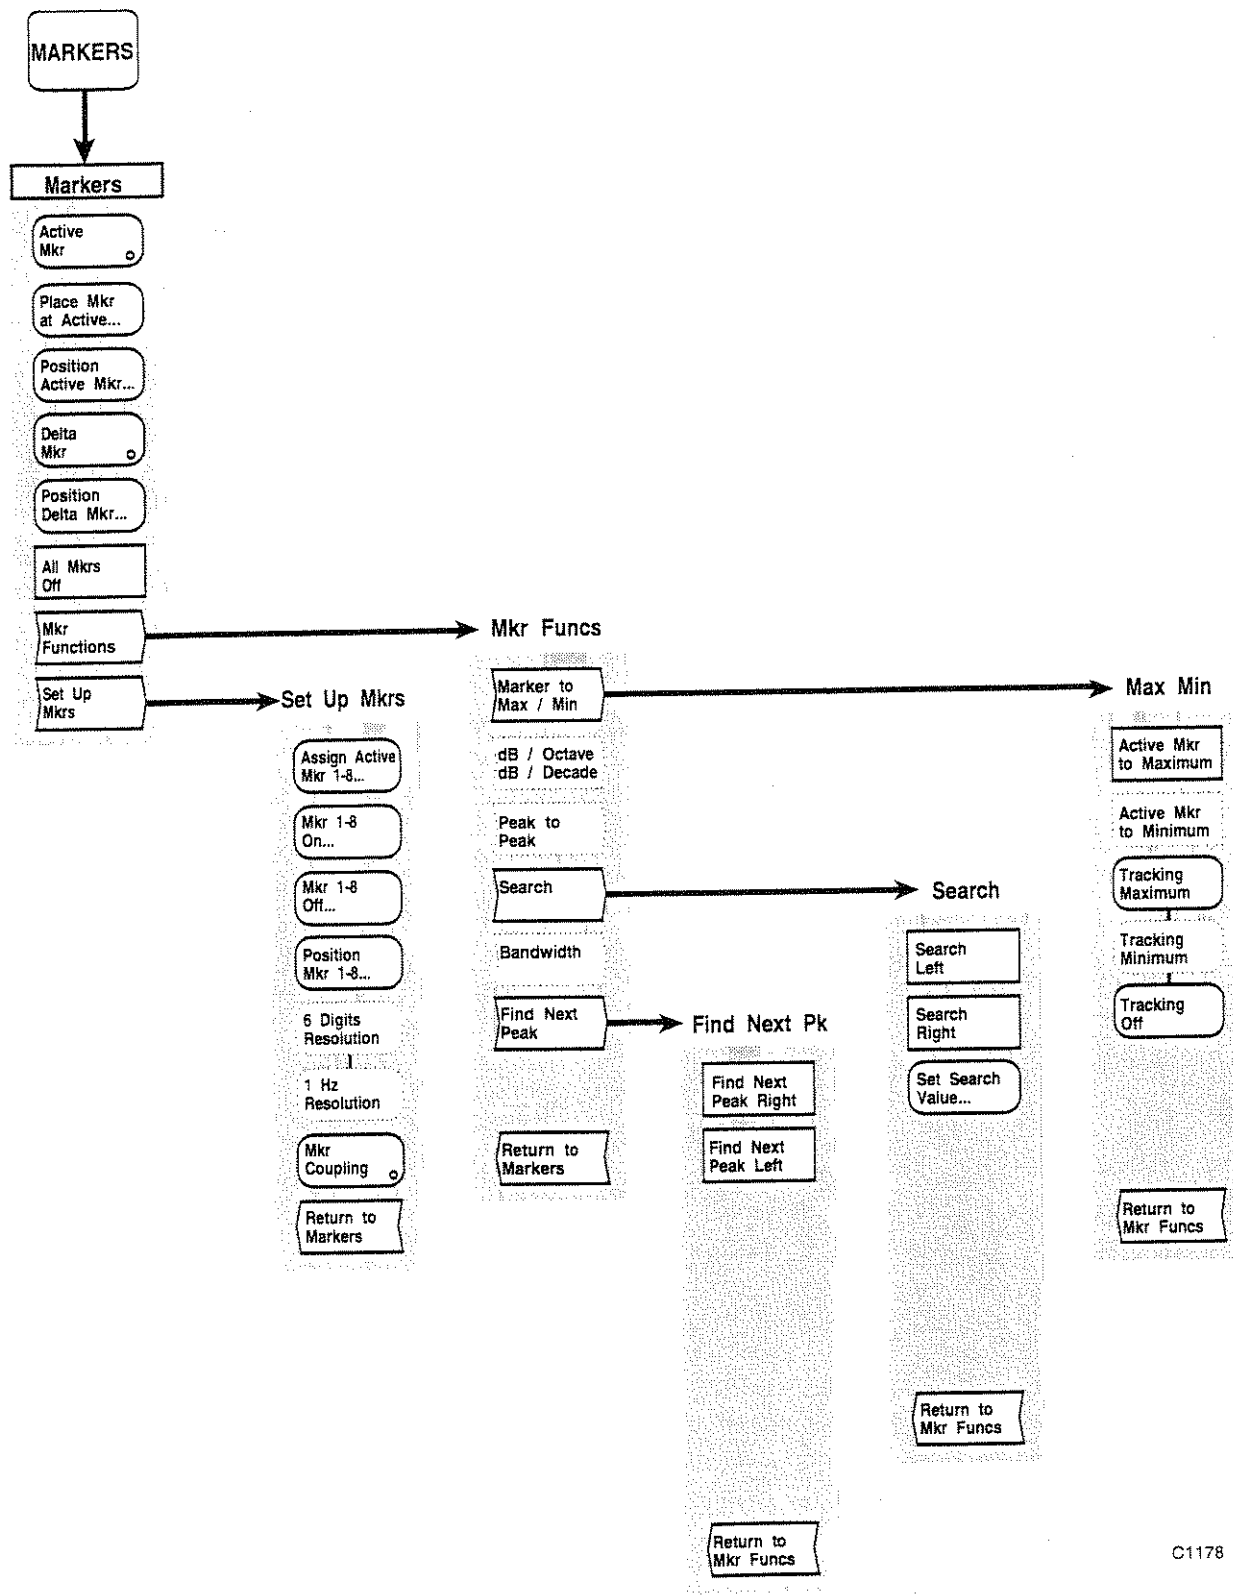 MARKERS
Markers
Active
Mkr
Place Mkr
at Active...
Position
Active Mkr...
Delta
Mkr
Position
Delta Mkr...
All Mkrs
Off
Mkr
Functions
Set Up
Mkrs
Set Up Mkrs
Assign Active
Mkr 1-8...
Mkr 1-8
On...
Mkr 1-8
Off...
Position
Mkr 1-8...
6 Digits
Resolution
1 Hz
Resolution
Mkr
Coupling
Return to
Markers
Mkr Funcs
Marker to
Max / Min
dB / Octave
dB / Decade
Peak to
Peak
Search
Bandwidth
Find Next
Peak
Return to
Markers
Find Next Pk
Find Next
Peak Right
Find Next
Peak Left
Return to
Mkr Funcs
Search
Search
Left
Search
Right
Set Search
Value...
Return to
Mkr Funcs
Max Min
Active Mkr
to Maximum
Active Mkr
to Minimum
Tracking
Maximum
Tracking
Minimum
Tracking
Off
Return to
Mkr Funcs
C1178